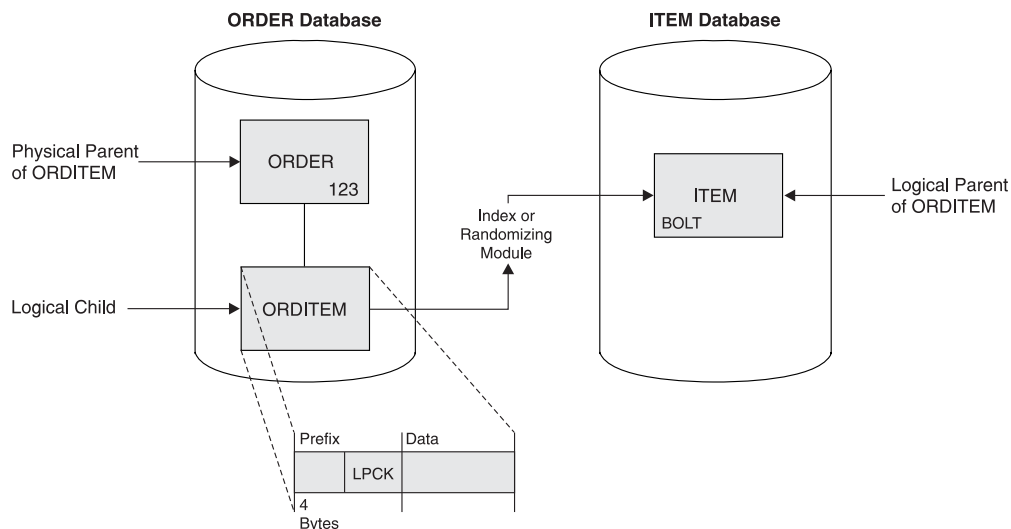 ORDER Database
ITEM Database
Physical Parent
of ORDITEM
ORDER
123
Index or
Randomizing
Module
ITEM
BOLT
Logical Parent
of ORDITEM
Logical Child
ORDITEM
Prefix
Data
LPCK
4
Bytes